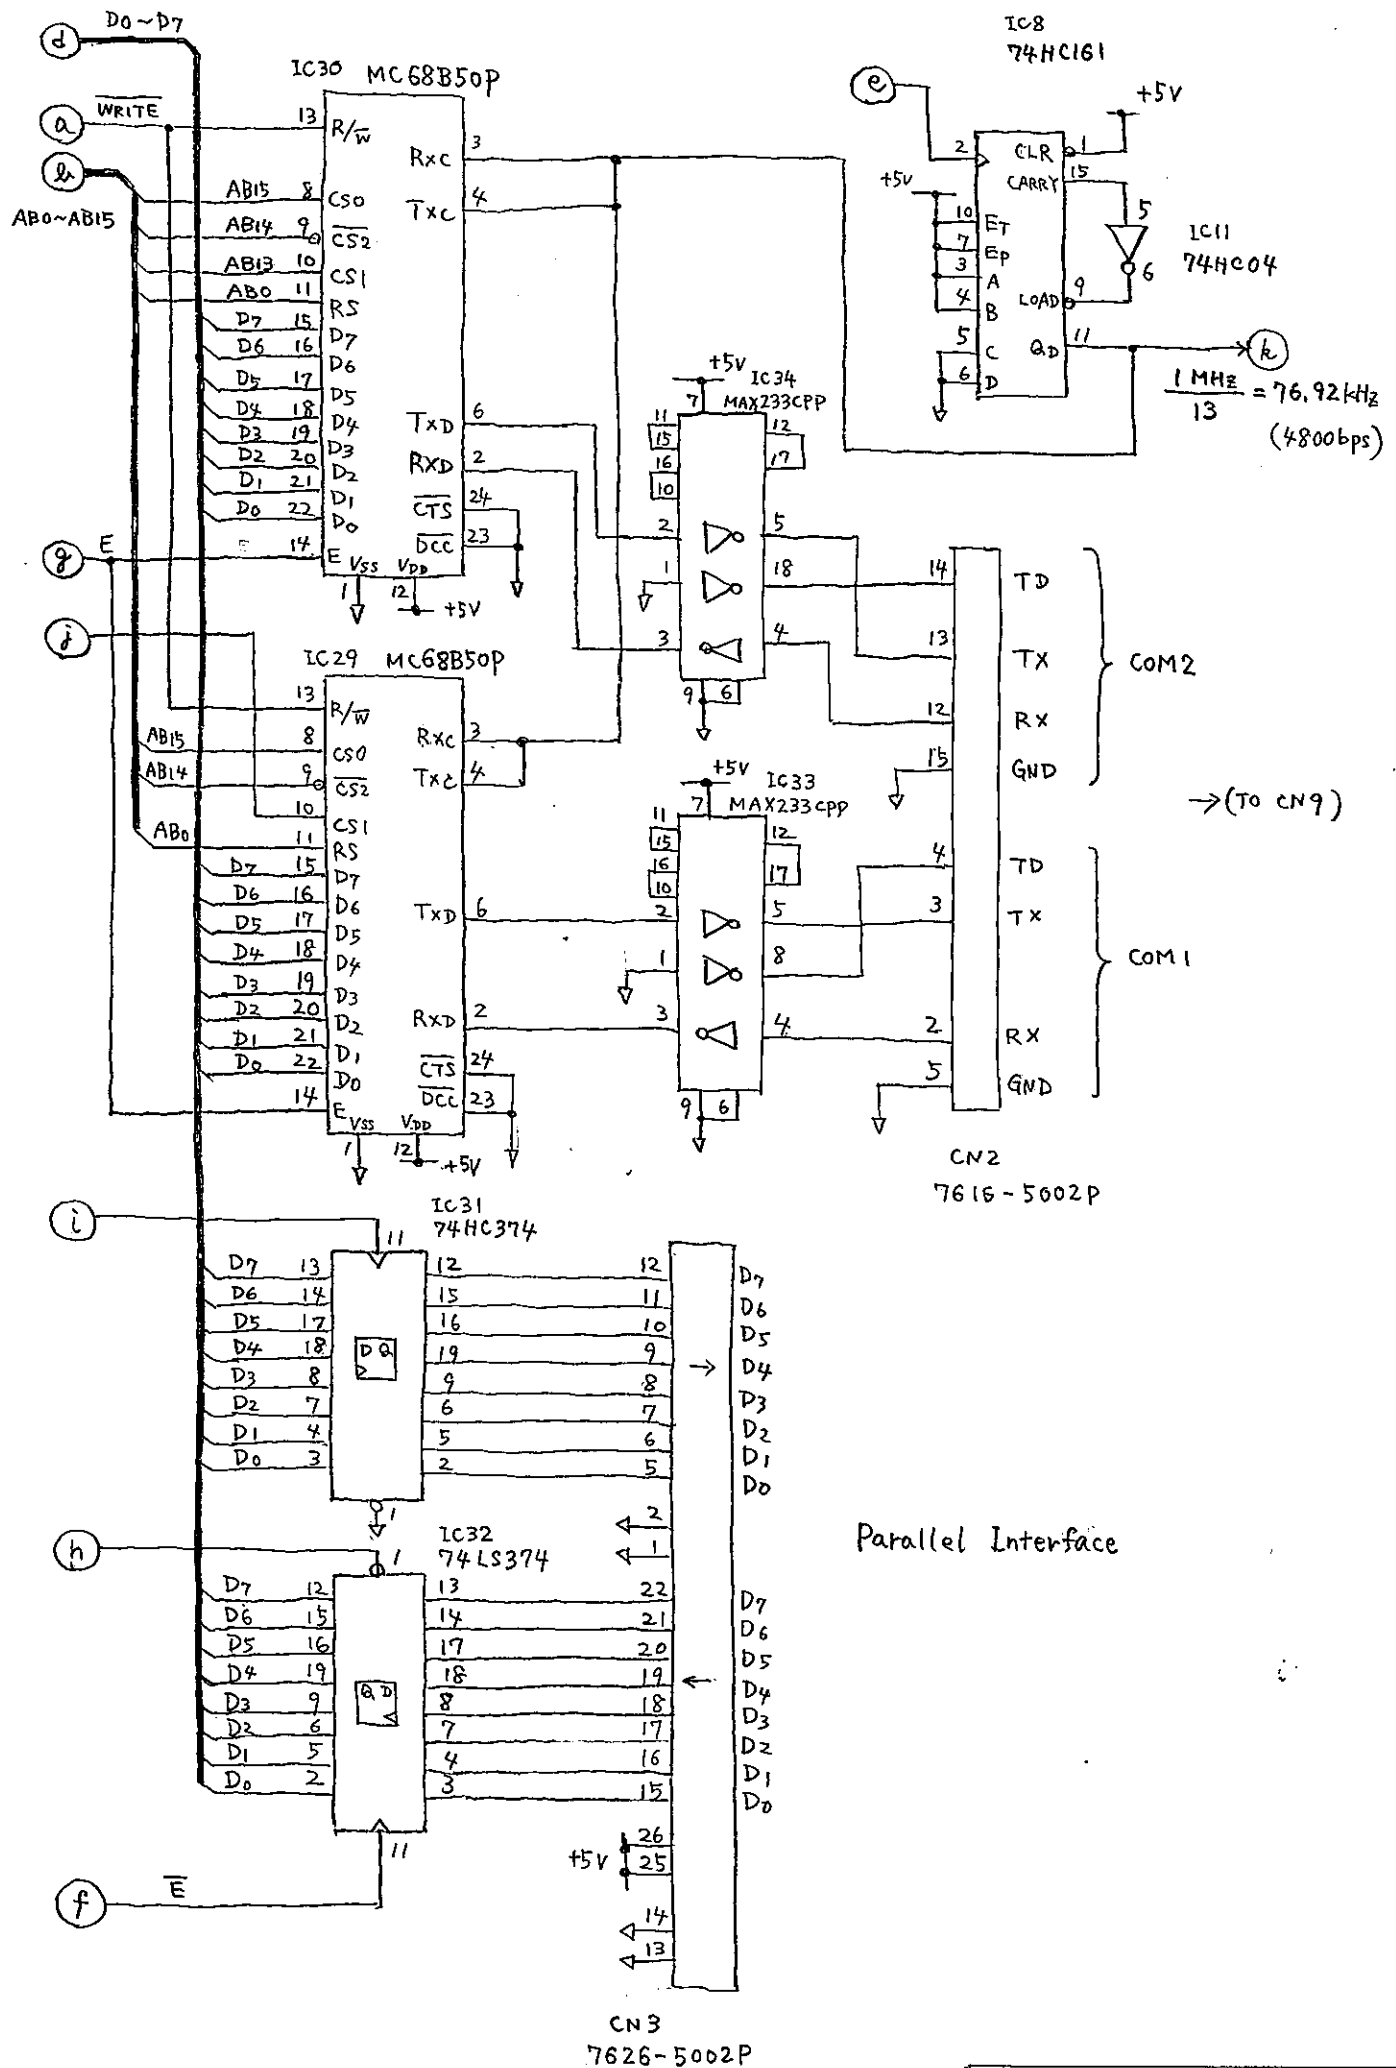 D0~D7
d
IC30 MC68B50P
WRITE
a
b
AB0~AB15
13 R/W
AB15 8 CS0
AB14 9 CS2
AB13 10 CS1
AB0 11 RS
D7 15 D7
D6 16 D6
D5 17 D5
D4 18 D4
D3 19 D3
D2 20 D2
D1 21 D1
D0 22 D0
g E
E 14 E
RxC 3
TxC 4
TxD 6
RXD 2
CTS 24
DCC 23
VSS VDD
1 12 +5V
IC8
74HC161
e
+5V
2 CLR 1
CARRY 15
+5V
10 ET
7 EP
3 A
4 B
5 C
6 D
LOAD 9
QD 11
5
6
IC11
74HC04
k
1 MHz
13
= 76.92kHz
(4800bps)
+5V
IC34
7 MAX233CPP
11
15
16
10
12
17
2 5
1 18
3 4
9 6
j
IC29 MC68B50P
13 R/W
AB15 8 CS0
AB14 9 CS2
10 CS1
AB0 11 RS
D7 15 D7
D6 16 D6
D5 17 D5
D4 18 D4
D3 19 D3
D2 20 D2
D1 21 D1
D0 22 D0
14 E
RxC 3
TxC 4
TxD 6
RXD 2
CTS 24
DCC 23
VSS VDD
1 12 +5V
+5V
IC33
7 MAX233CPP
11
15
16
10
12
17
2 5
1 8
3 4
9 6
14 TD
13 TX
12 RX
15 GND
COM2
→(TO CN9)
4 TD
3 TX
2 RX
5 GND
COM1
CN2
7616-5002P
i
IC31
74HC374
11
D7 13 12 12 D7
D6 14 15 11 D6
D5 17 16 10 D5
D4 18 19 9 D4
D3 8 9 8 D3
D2 7 6 7 D2
D1 4 5 6 D1
D0 3 2 5 D0
D Q
→
1
2
1
Parallel Interface
h
IC32
74LS374
1
D7 12 13 22 D7
D6 15 14 21 D6
D5 16 17 20 D5
D4 19 18 19 D4
D3 9 8 18 D3
D2 6 7 17 D2
D1 5 4 16 D1
D0 2 3 15 D0
Q D
←
11
26
+5V 25
f E
14
13
CN3
7626-5002P